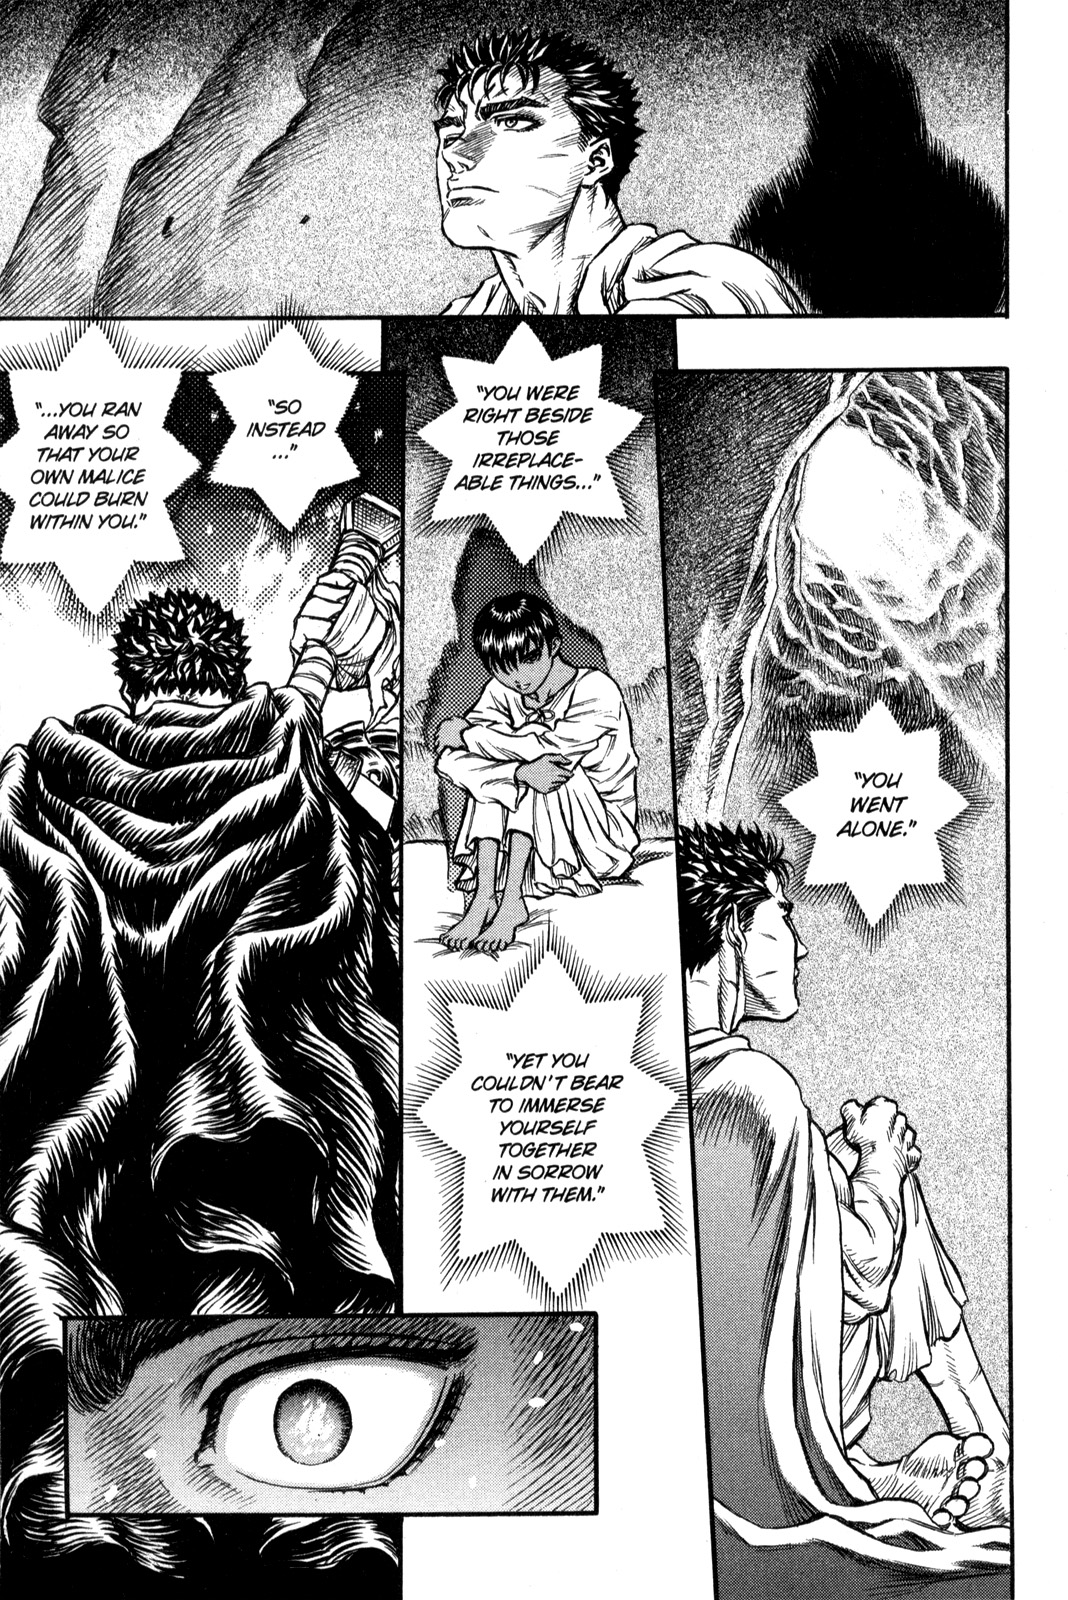 "YOU
WENT
ALONE."
"YOU WERE
RIGHT BESIDE
THOSE
IRREPLACE-
ABLE THINGS..."
"YET YOU
COULDN'T BEAR
TO IMMERSE
YOURSELF
TOGETHER
IN SORROW
WITH THEM."
"SO
INSTEAD
..."
"...YOU RAN
AWAY SO
THAT YOUR
OWN MALICE
COULD BURN
WITHIN YOU."